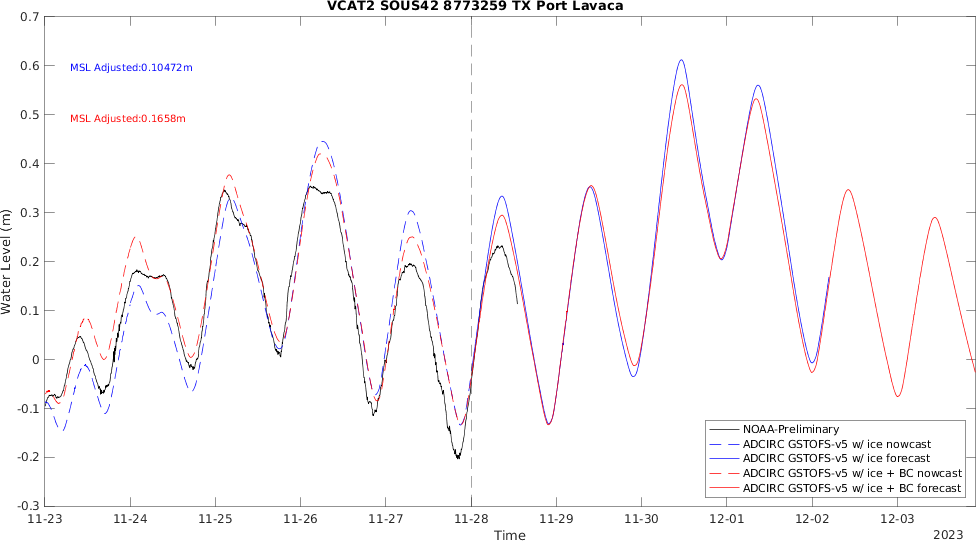 VCAT2 SOUS42 8773259 TX Port Lavaca
0.7
0.6
0.5
0.4
0.3
0.2
0.1
0
-0.1
-0.2
-0.3
Water Level (m)
MSL Adjusted:0.10472m
MSL Adjusted:0.1658m
NOAA-Preliminary
ADCIRC GSTOFS-v5 w/ ice nowcast
ADCIRC GSTOFS-v5 w/ ice forecast
ADCIRC GSTOFS-v5 w/ ice + BC nowcast
ADCIRC GSTOFS-v5 w/ ice + BC forecast
11-23 11-24 11-25 11-26 11-27 11-28 11-29 11-30 12-01 12-02 12-03
Time
2023